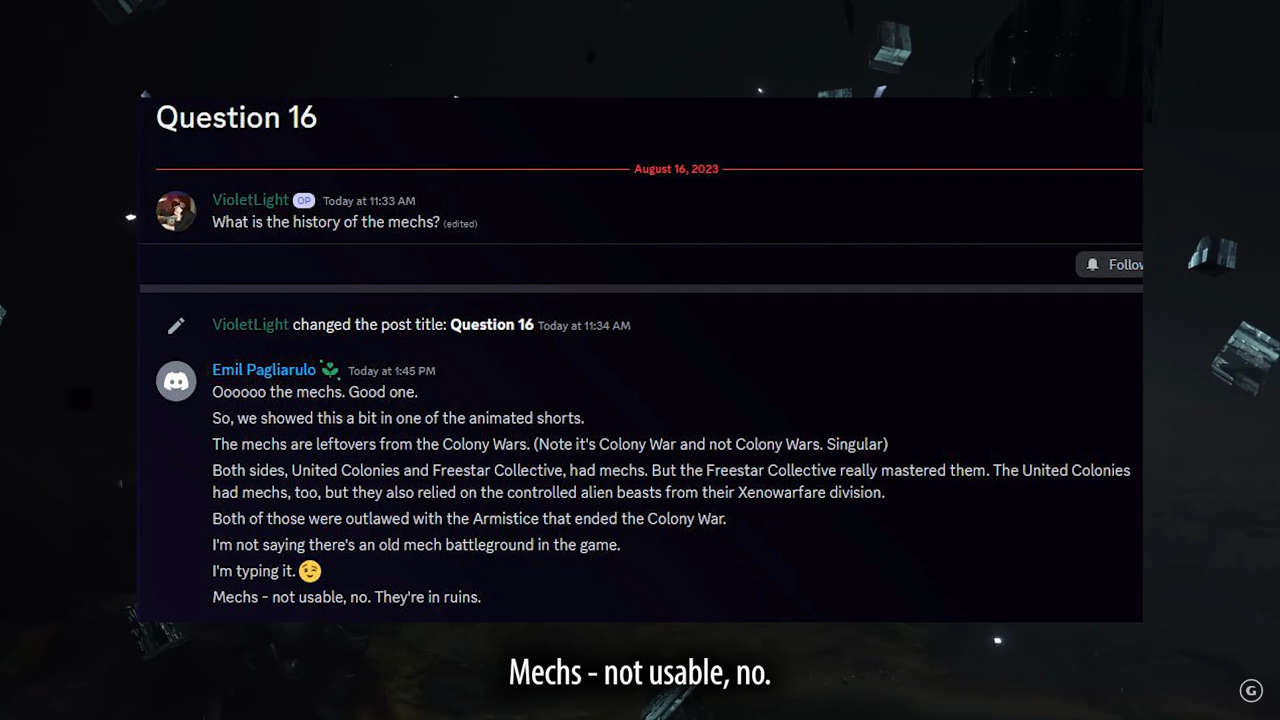 Question 16
August 16, 2023
VioletLight OP Today at 11:33 AM
What is the history of the mechs? (edited)
Follow
VioletLight changed the post title: Question 16 Today at 11:34 AM
Emil Pagliarulo Today at 1:45 PM
Oooooo the mechs. Good one.
So, we showed this a bit in one of the animated shorts.
The mechs are leftovers from the Colony Wars. (Note it's Colony War and not Colony Wars. Singular)
Both sides, United Colonies and Freestar Collective, had mechs. But the Freestar Collective really mastered them. The United Colonies
had mechs, too, but they also relied on the controlled alien beasts from their Xenowarfare division.
Both of those were outlawed with the Armistice that ended the Colony War.
I'm not saying there's an old mech battleground in the game.
I'm typing it. 😉
Mechs - not usable, no. They're in ruins.
Mechs - not usable, no.
G